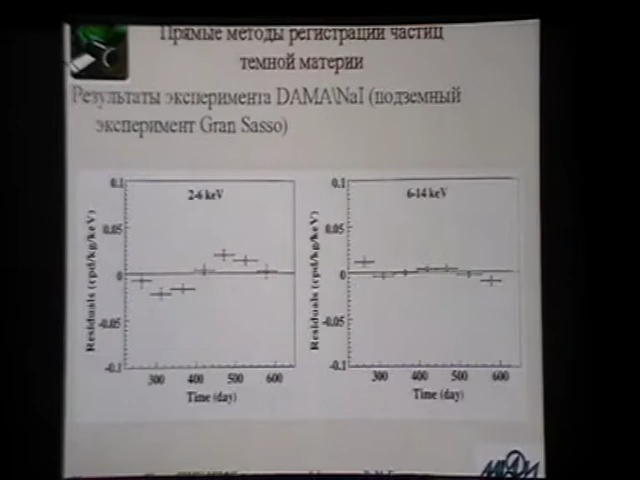 Прямые методы регистрации частиц
темной материи
Результаты эксперимента DAMA\NaI (подземный
эксперимент Gran Sasso)
2-6 keV
Residuals (cpd/kg/keV)
0.1
0.05
0
-0.05
-0.1
300 400 500 600
Time (day)
6-14 keV
Residuals (cpd/kg/keV)
0.1
0.05
0
-0.05
-0.1
300 400 500 600
Time (day)